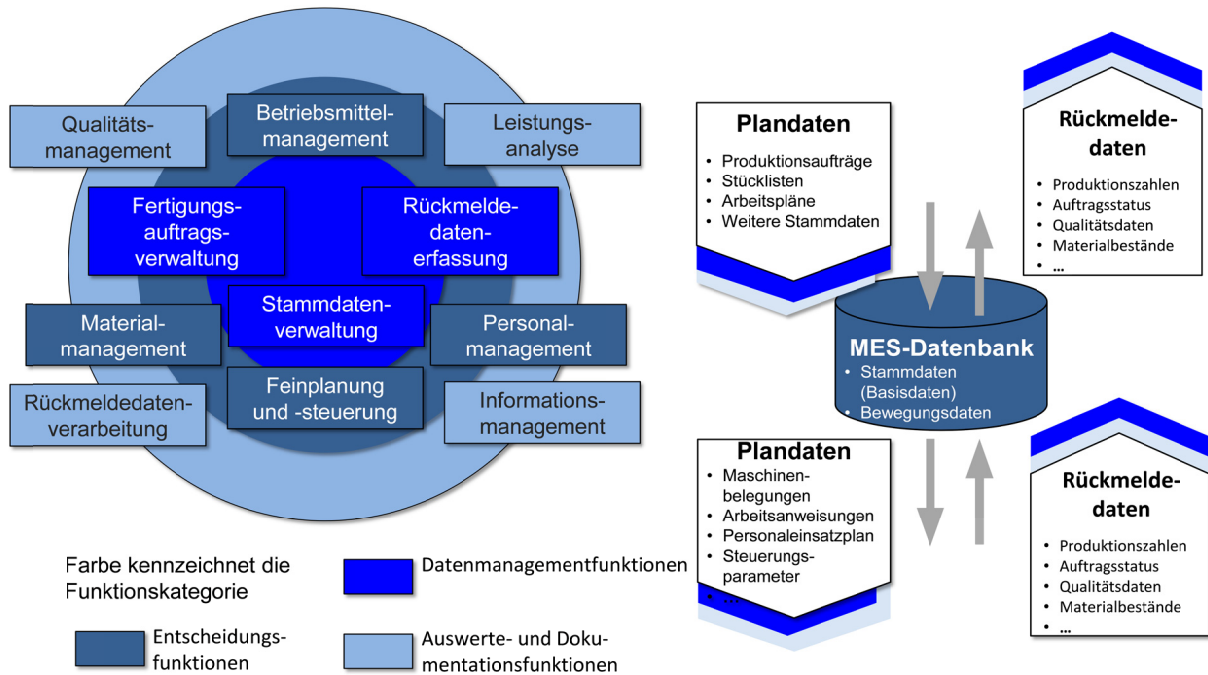 Qualitäts-
management
Betriebsmittel-
management
Leistungs-
analyse
Fertigungs-
auftrags-
verwaltung
Rückmelde-
daten-
erfassung
Stammdaten-
verwaltung
Material-
management
Personal-
management
Rückmeldedaten-
verarbeitung
Feinplanung
und -steuerung
Informations-
management
Farbe kennzeichnet die
Funktionskategorie
Datenmanagementfunktionen
Entscheidungs-
funktionen
Auswerte- und Doku-
mentationsfunktionen
Plandaten
• Produktionsaufträge
• Stücklisten
• Arbeitspläne
• Weitere Stammdaten
Rückmelde-
daten
• Produktionszahlen
• Auftragsstatus
• Qualitätsdaten
• Materialbestände
• ...
MES-Datenbank
• Stammdaten
(Basisdaten)
• Bewegungsdaten
Plandaten
• Maschinen-
belegungen
• Arbeitsanweisungen
• Personaleinsatzplan
• Steuerungs-
parameter
• ...
Rückmelde-
daten
• Produktionszahlen
• Auftragsstatus
• Qualitätsdaten
• Materialbestände
• ...